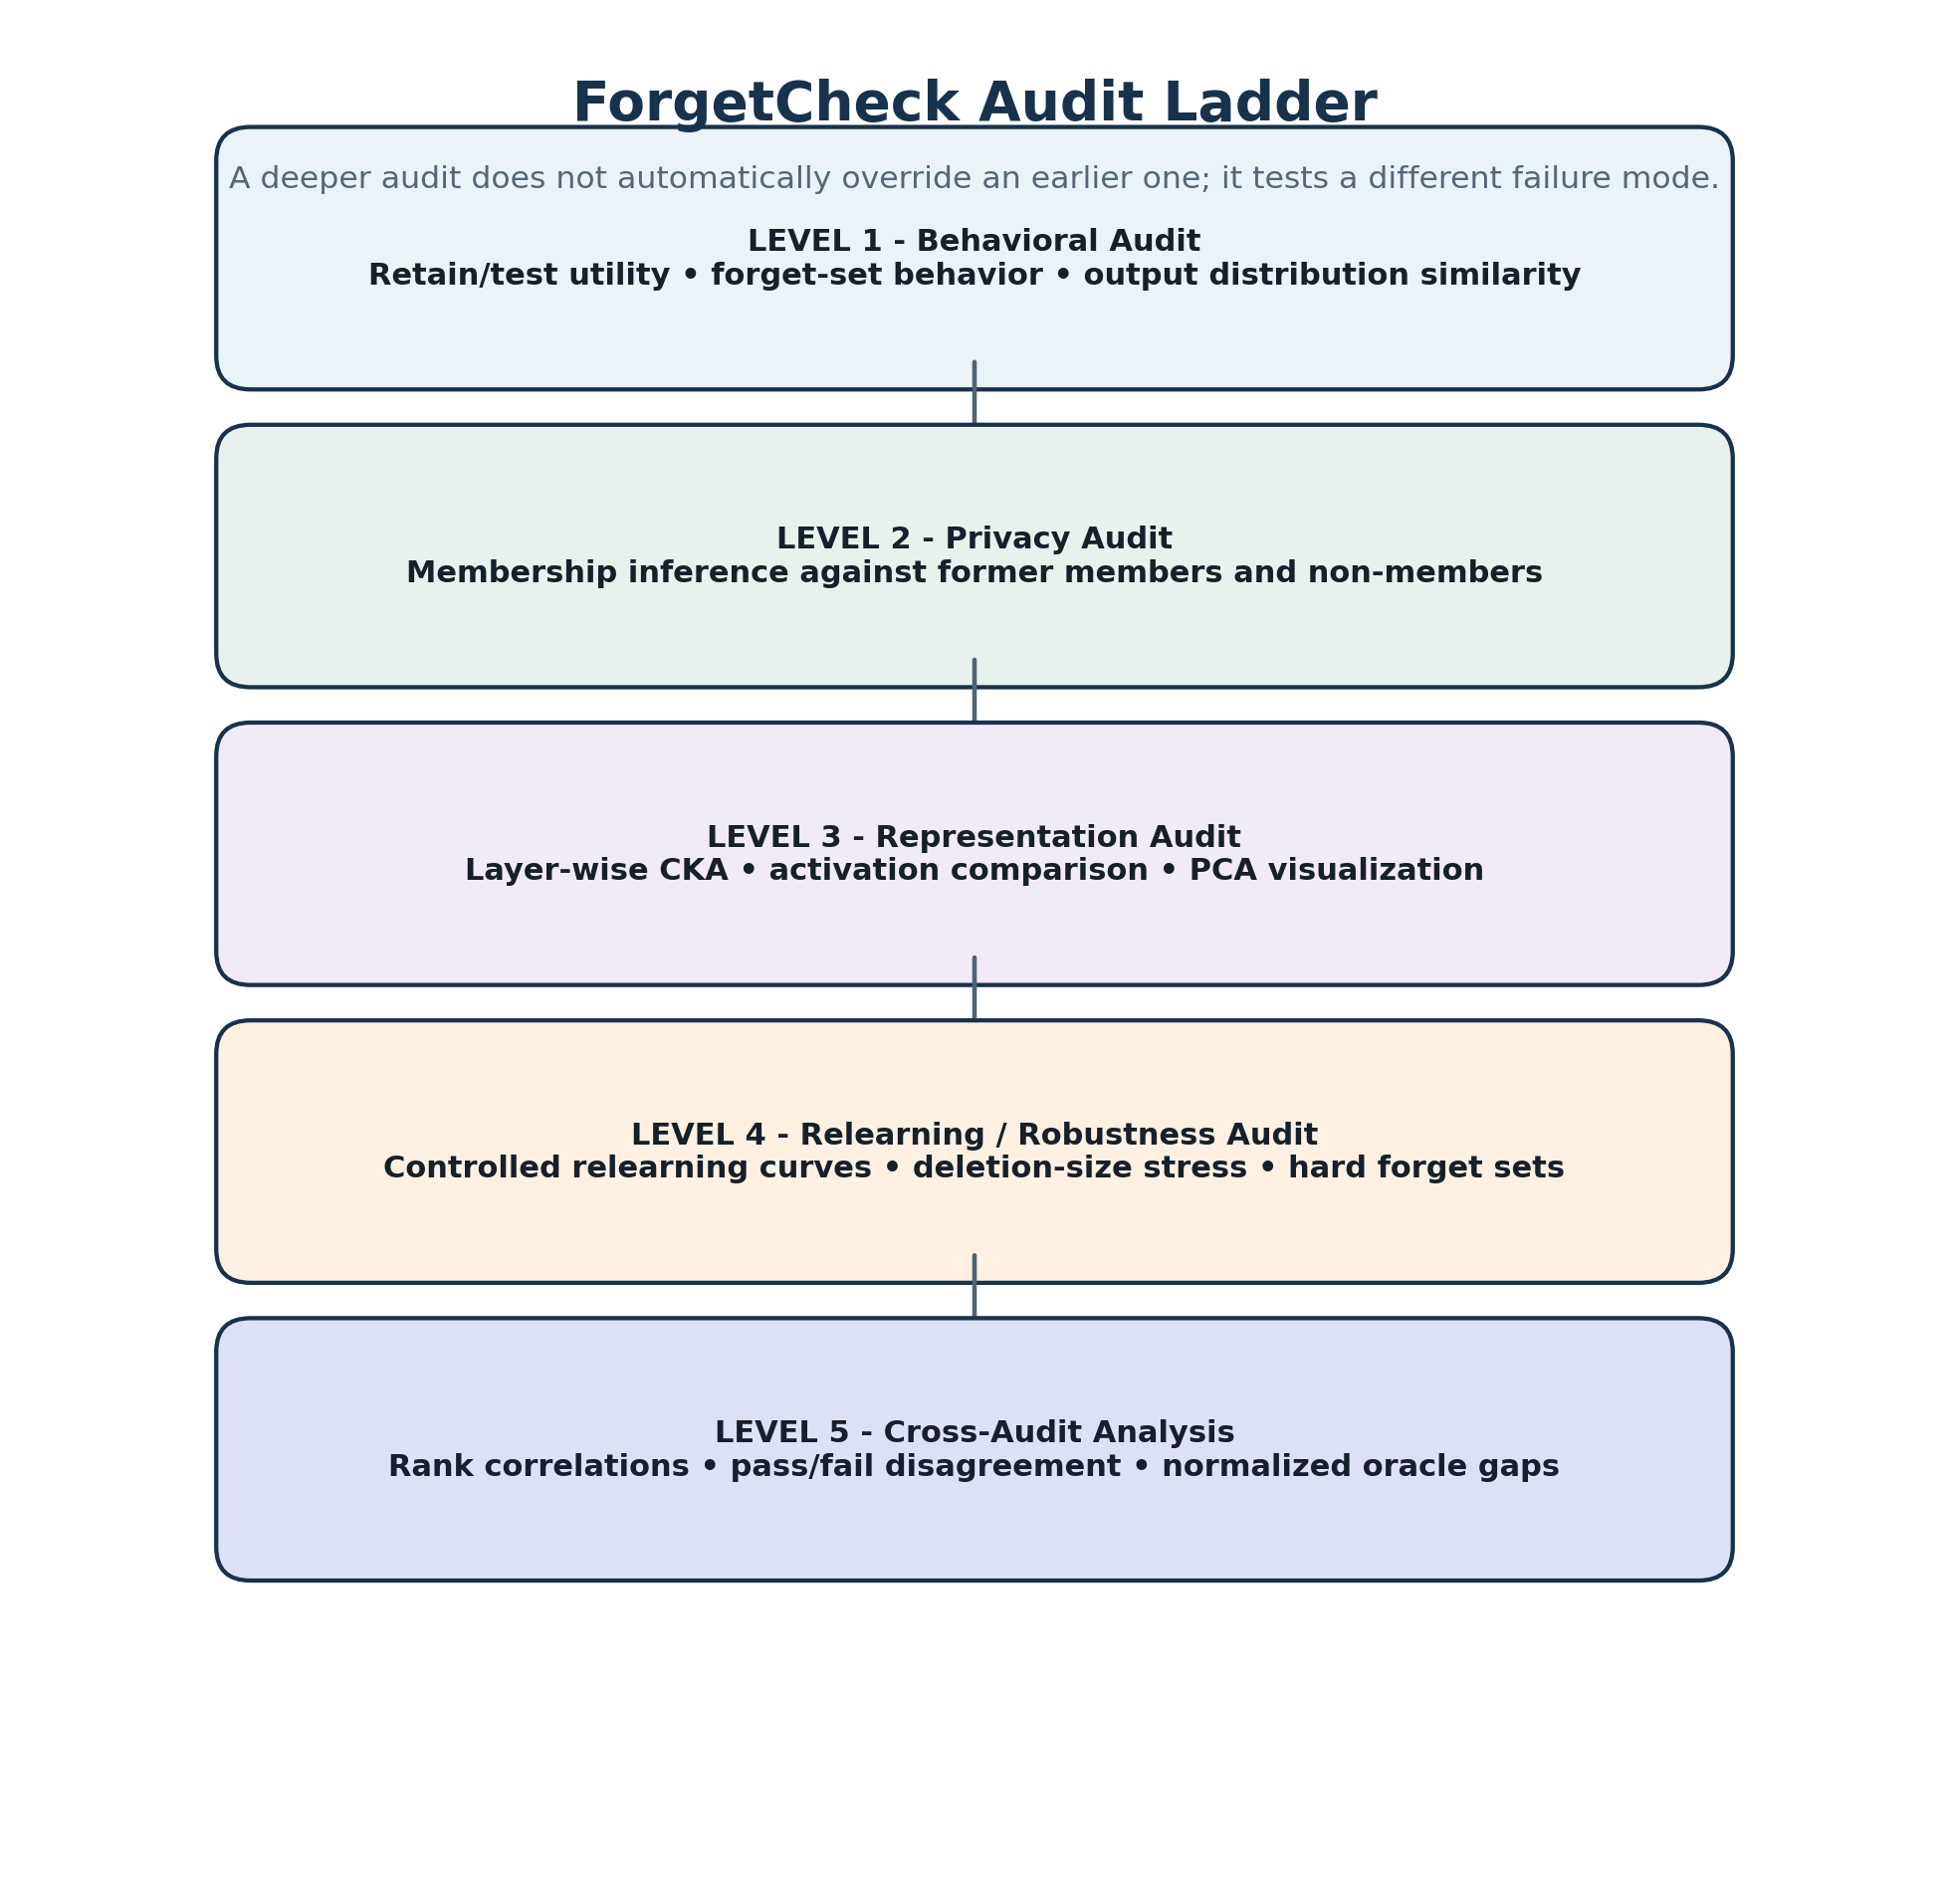 ForgetCheck Audit Ladder
A deeper audit does not automatically override an earlier one; it tests a different failure mode.
LEVEL 1 - Behavioral Audit
Retain/test utility • forget-set behavior • output distribution similarity
LEVEL 2 - Privacy Audit
Membership inference against former members and non-members
LEVEL 3 - Representation Audit
Layer-wise CKA • activation comparison • PCA visualization
LEVEL 4 - Relearning / Robustness Audit
Controlled relearning curves • deletion-size stress • hard forget sets
LEVEL 5 - Cross-Audit Analysis
Rank correlations • pass/fail disagreement • normalized oracle gaps